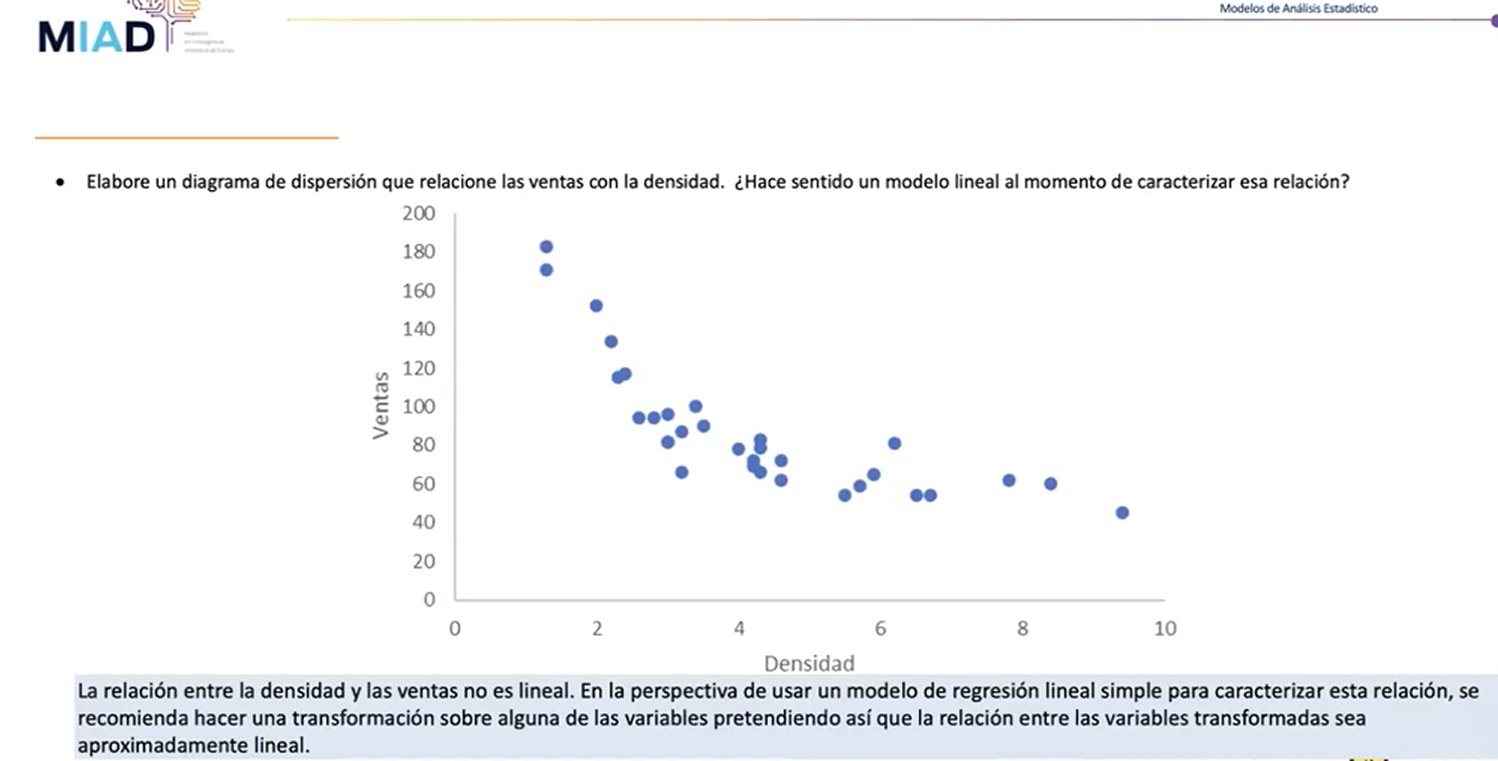 Modelos de Análisis Estadístico
MIAD
• Elabore un diagrama de dispersión que relacione las ventas con la densidad. ¿Hace sentido un modelo lineal al momento de caracterizar esa relación?
200
180
160
140
120
100
80
60
40
20
0
Ventas
0 2 4 6 8 10
Densidad
La relación entre la densidad y las ventas no es lineal. En la perspectiva de usar un modelo de regresión lineal simple para caracterizar esta relación, se
recomienda hacer una transformación sobre alguna de las variables pretendiendo así que la relación entre las variables transformadas sea
aproximadamente lineal.